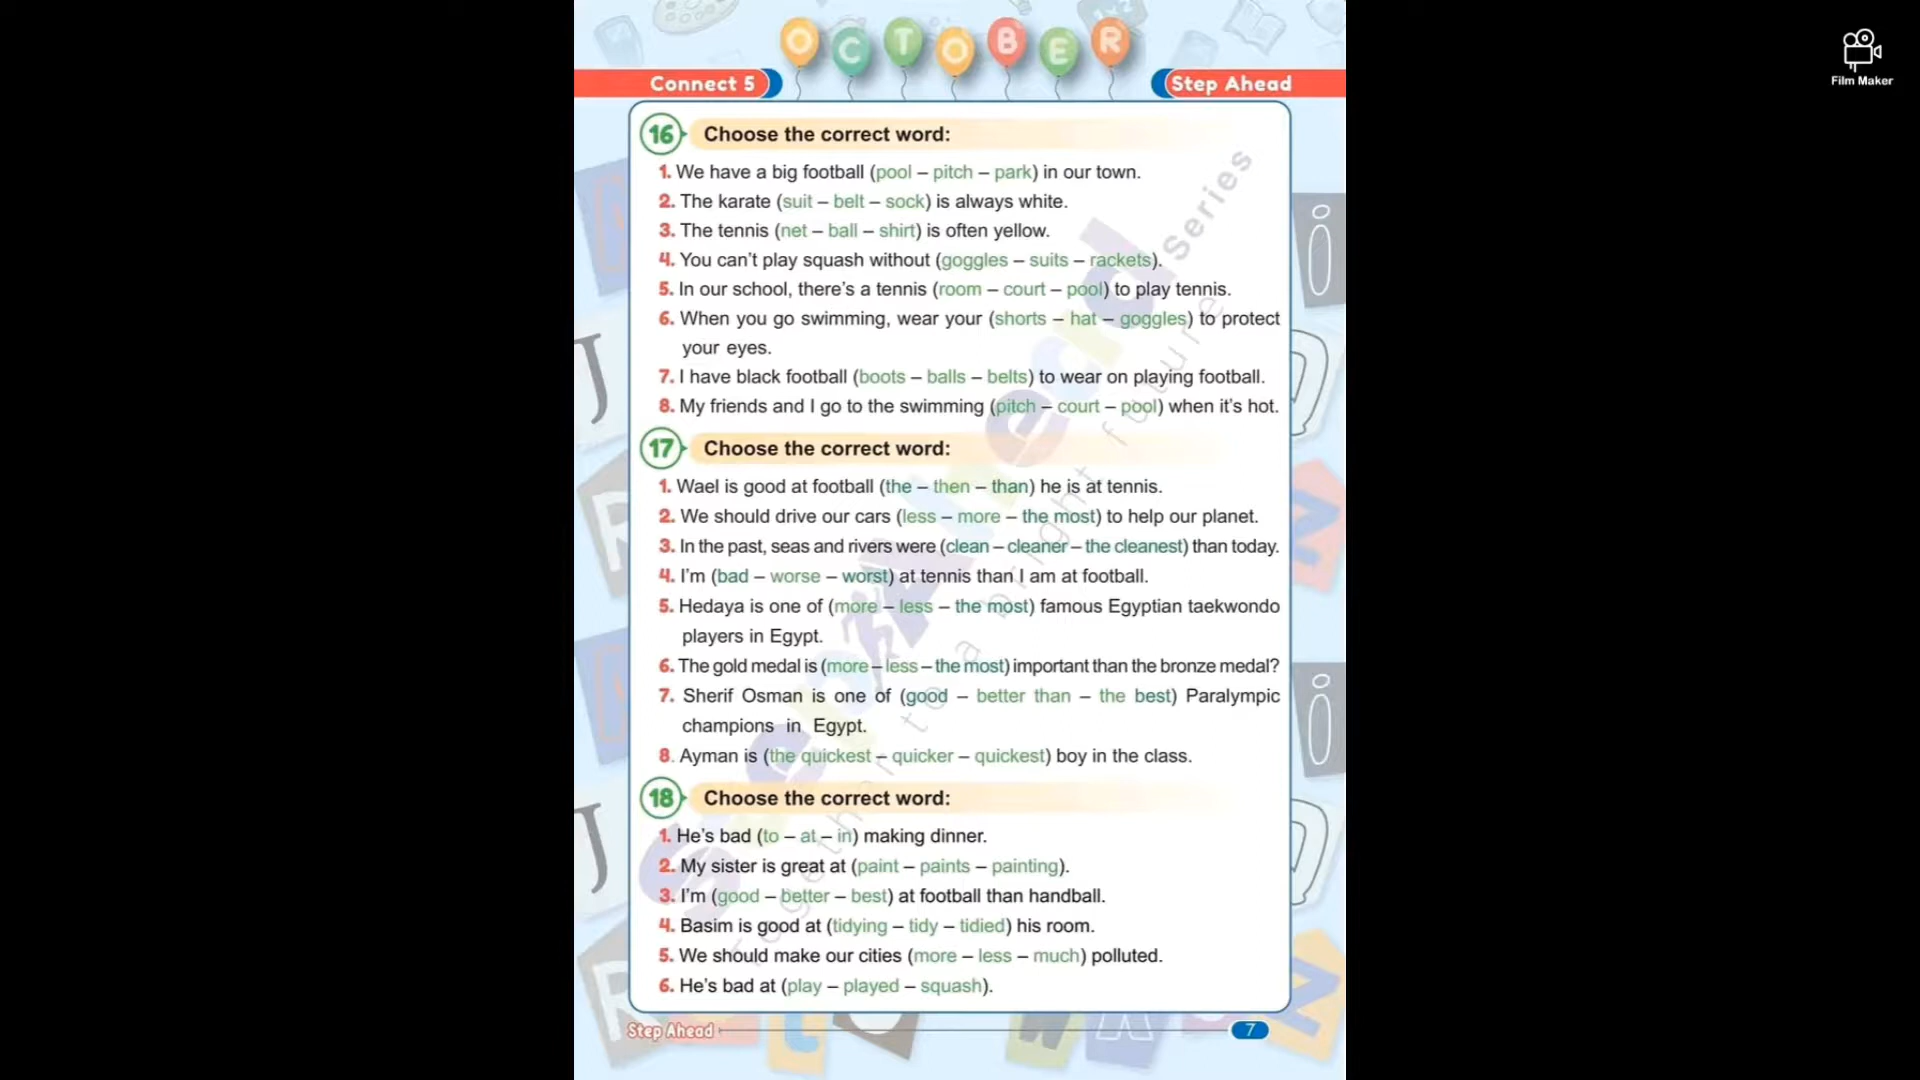 OCTOBER
Film Maker
Connect 5
Step Ahead
16 Choose the correct word:
1. We have a big football (pool – pitch – park) in our town.
2. The karate (suit – belt – sock) is always white.
3. The tennis (net – ball – shirt) is often yellow.
4. You can't play squash without (goggles – suits – rackets).
5. In our school, there's a tennis (room – court – pool) to play tennis.
6. When you go swimming, wear your (shorts – hat – goggles) to protect
your eyes.
7. I have black football (boots – balls – belts) to wear on playing football.
8. My friends and I go to the swimming (pitch – court – pool) when it's hot.
17 Choose the correct word:
1. Wael is good at football (the – then – than) he is at tennis.
2. We should drive our cars (less – more – the most) to help our planet.
3. In the past, seas and rivers were (clean – cleaner – the cleanest) than today.
4. I'm (bad – worse – worst) at tennis than I am at football.
5. Hedaya is one of (more – less – the most) famous Egyptian taekwondo
players in Egypt.
6. The gold medal is (more – less – the most) important than the bronze medal?
7. Sherif Osman is one of (good – better than – the best) Paralympic
champions in Egypt.
8. Ayman is (the quickest – quicker – quickest) boy in the class.
18 Choose the correct word:
1. He's bad (to – at – in) making dinner.
2. My sister is great at (paint – paints – painting).
3. I'm (good – better – best) at football than handball.
4. Basim is good at (tidying – tidy – tidied) his room.
5. We should make our cities (more – less – much) polluted.
6. He's bad at (play – played – squash).
Step Ahead Series
Together to a bright future
Step Ahead
7